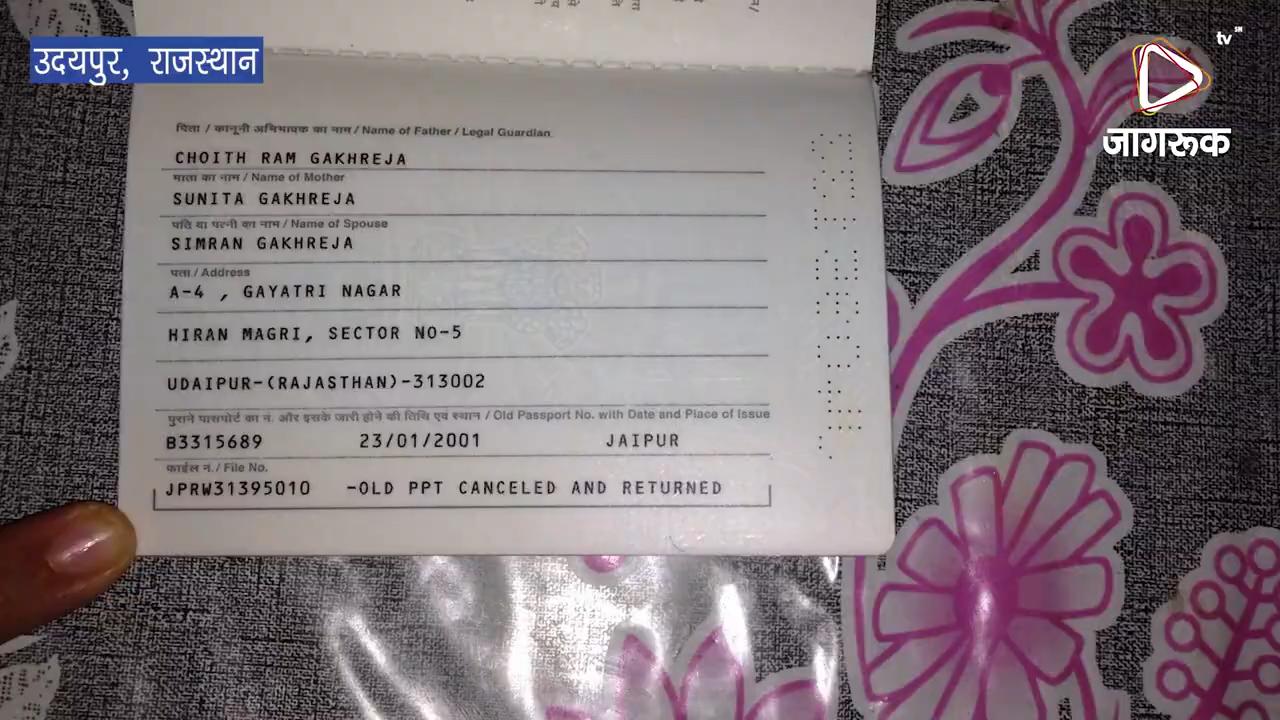 उदयपुर, राजस्थान
tv SM
जागरूक
पिता / कानूनी अभिभावक का नाम / Name of Father / Legal Guardian
CHOITH RAM GAKHREJA
माता का नाम / Name of Mother
SUNITA GAKHREJA
पति या पत्नी का नाम / Name of Spouse
SIMRAN GAKHREJA
पता / Address
A-4 , GAYATRI NAGAR
HIRAN MAGRI, SECTOR NO-5
UDAIPUR-(RAJASTHAN)-313002
पुराने पासपोर्ट का नं. और इसके जारी होने की तिथि एवं स्थान / Old Passport No. with Date and Place of Issue
B3315689 23/01/2001 JAIPUR
फाईल नं. / File No.
JPRW31395010 -OLD PPT CANCELED AND RETURNED